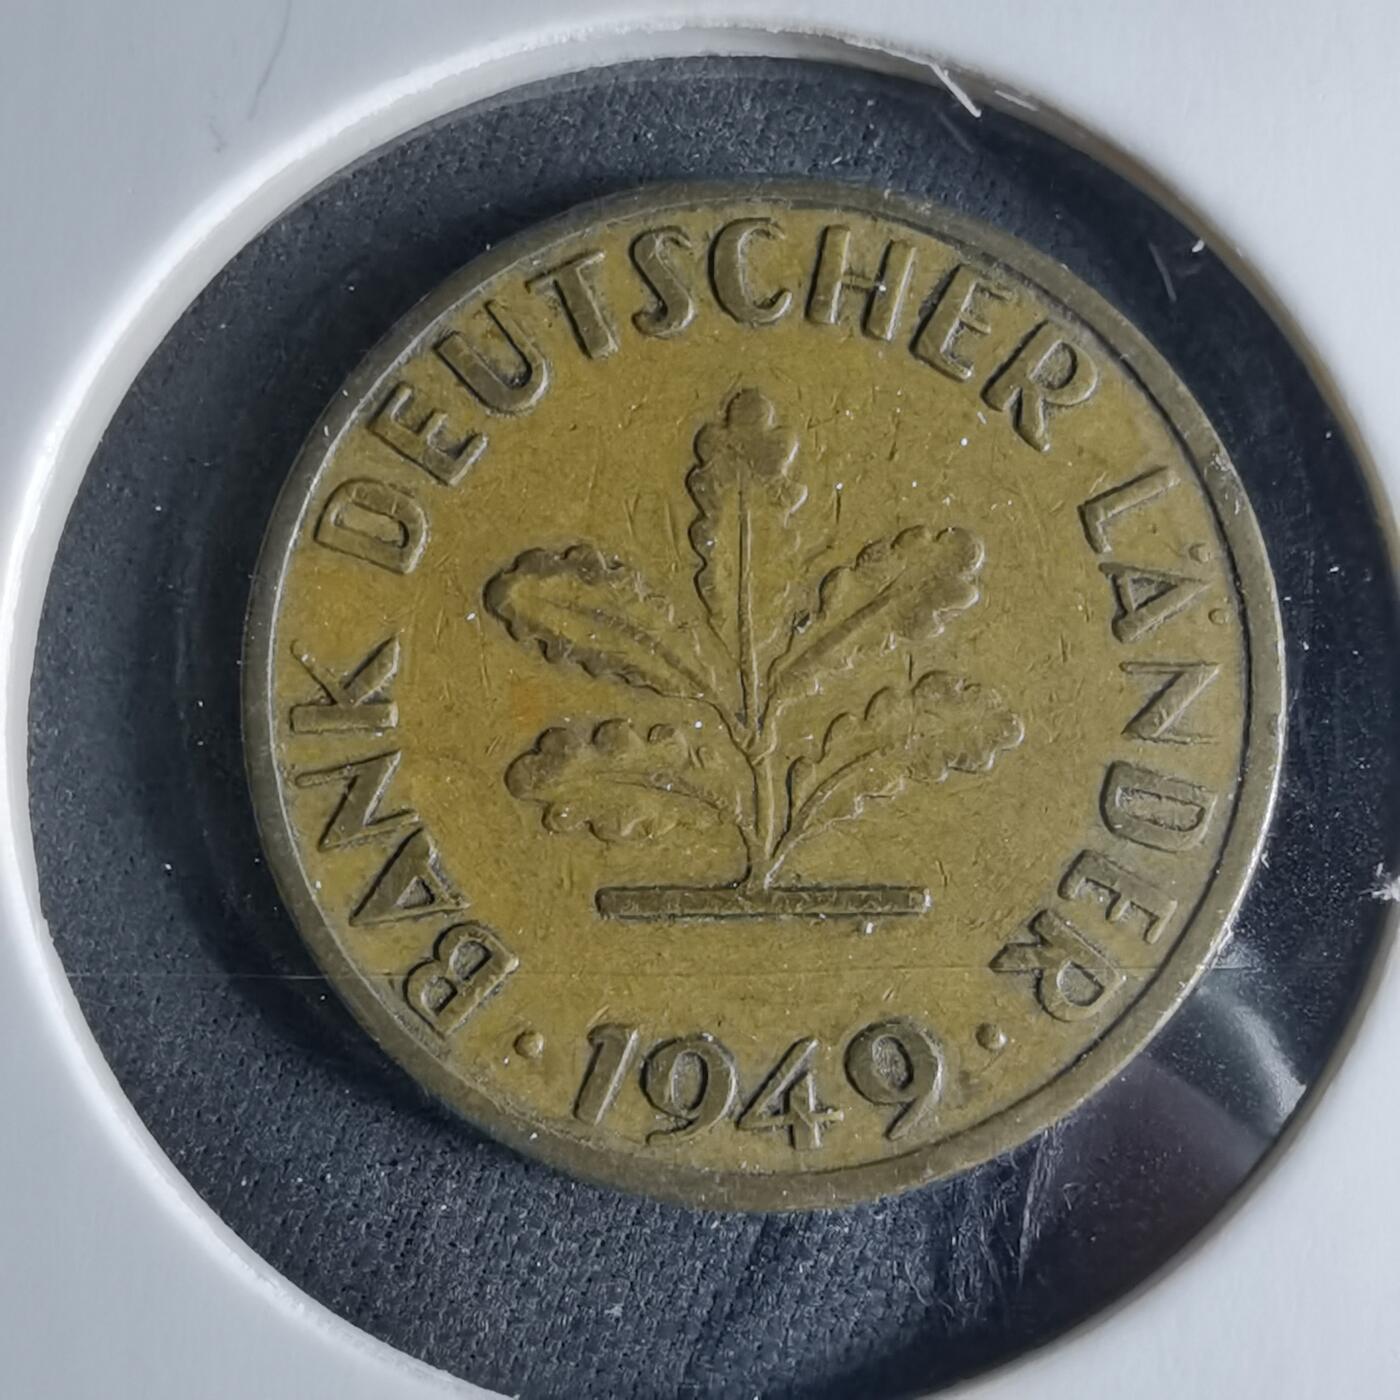 BANK DEUTSCHER LÄNDER
· 1949 ·